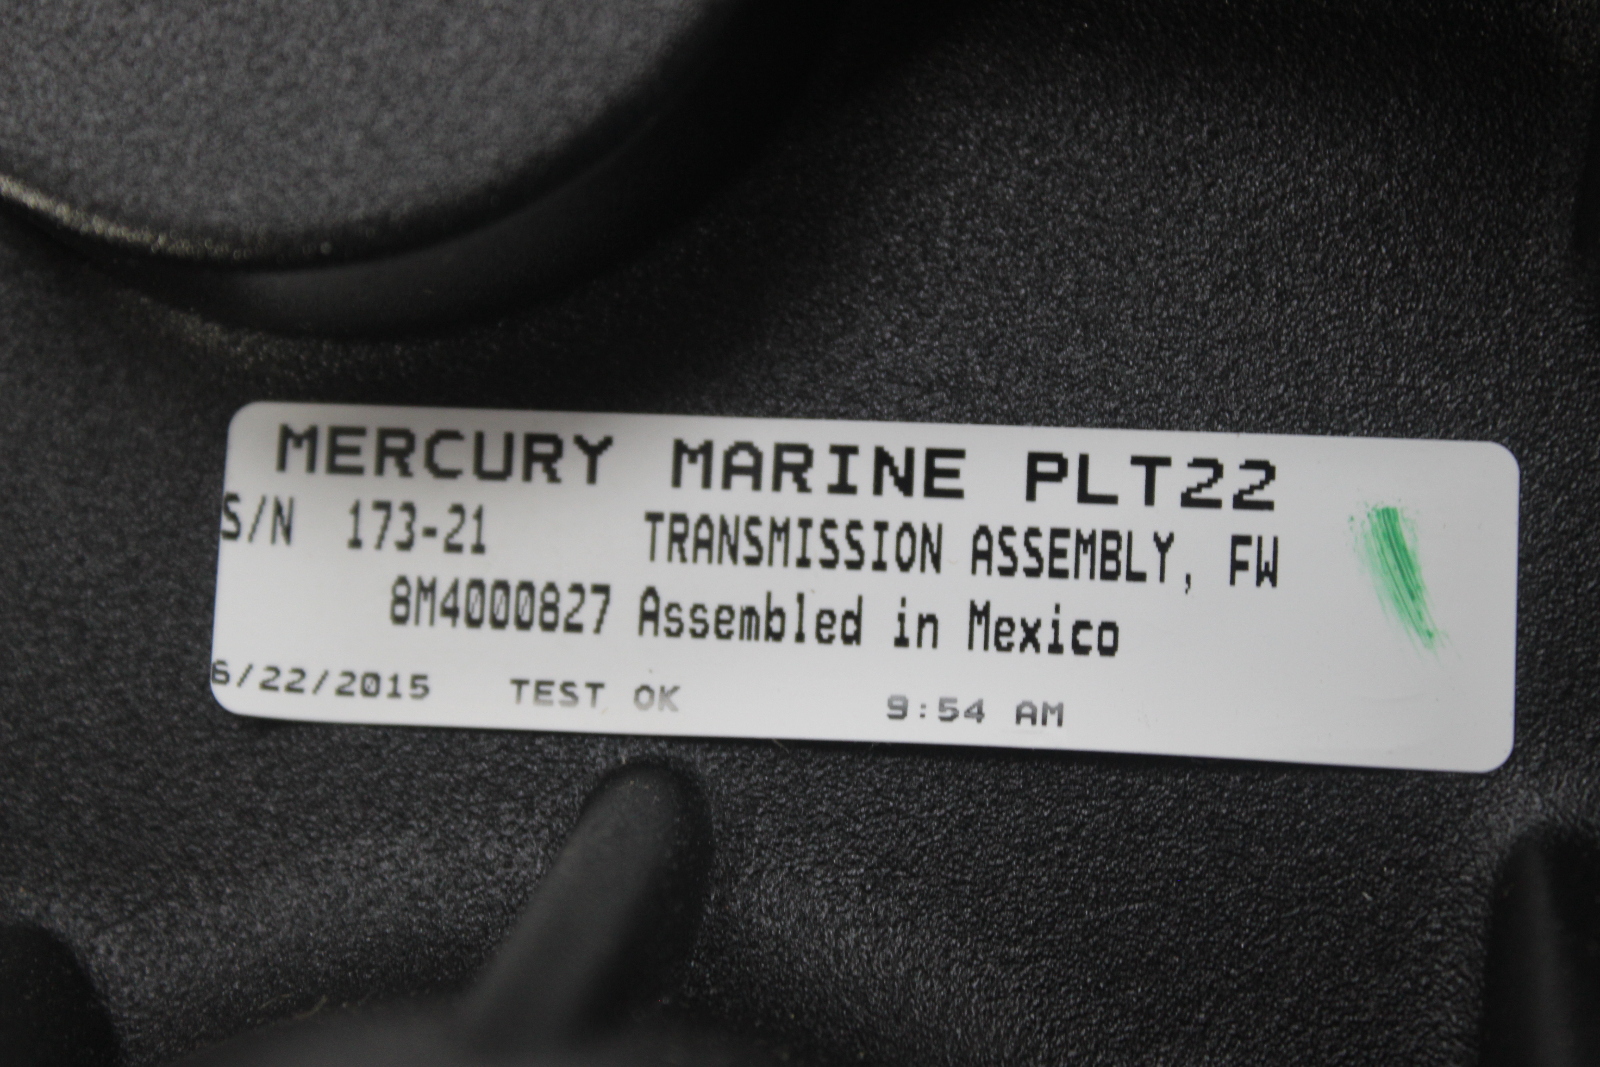 MERCURY MARINE PLT22
S/N 173-21 TRANSMISSION ASSEMBLY, FW
8M4000827 Assembled in Mexico
6/22/2015 TEST OK 9:54 AM